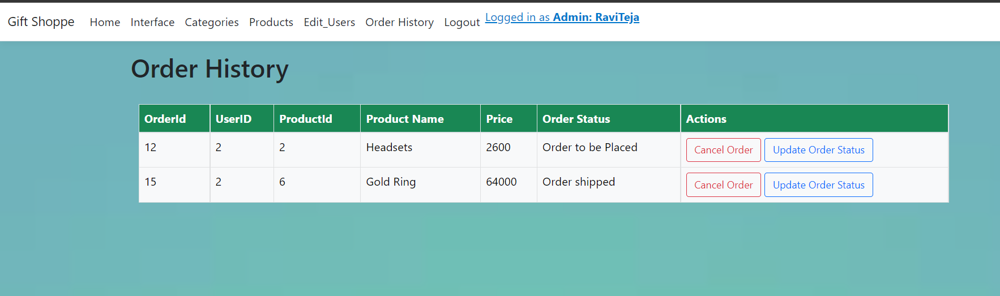 Gift Shoppe Home Interface Categories Products Edit_Users Order History Logout Logged in as Admin: RaviTeja
Order History
OrderId UserID ProductId Product Name Price Order Status Actions
12 2 2 Headsets 2600 Order to be Placed Cancel Order Update Order Status
15 2 6 Gold Ring 64000 Order shipped Cancel Order Update Order Status